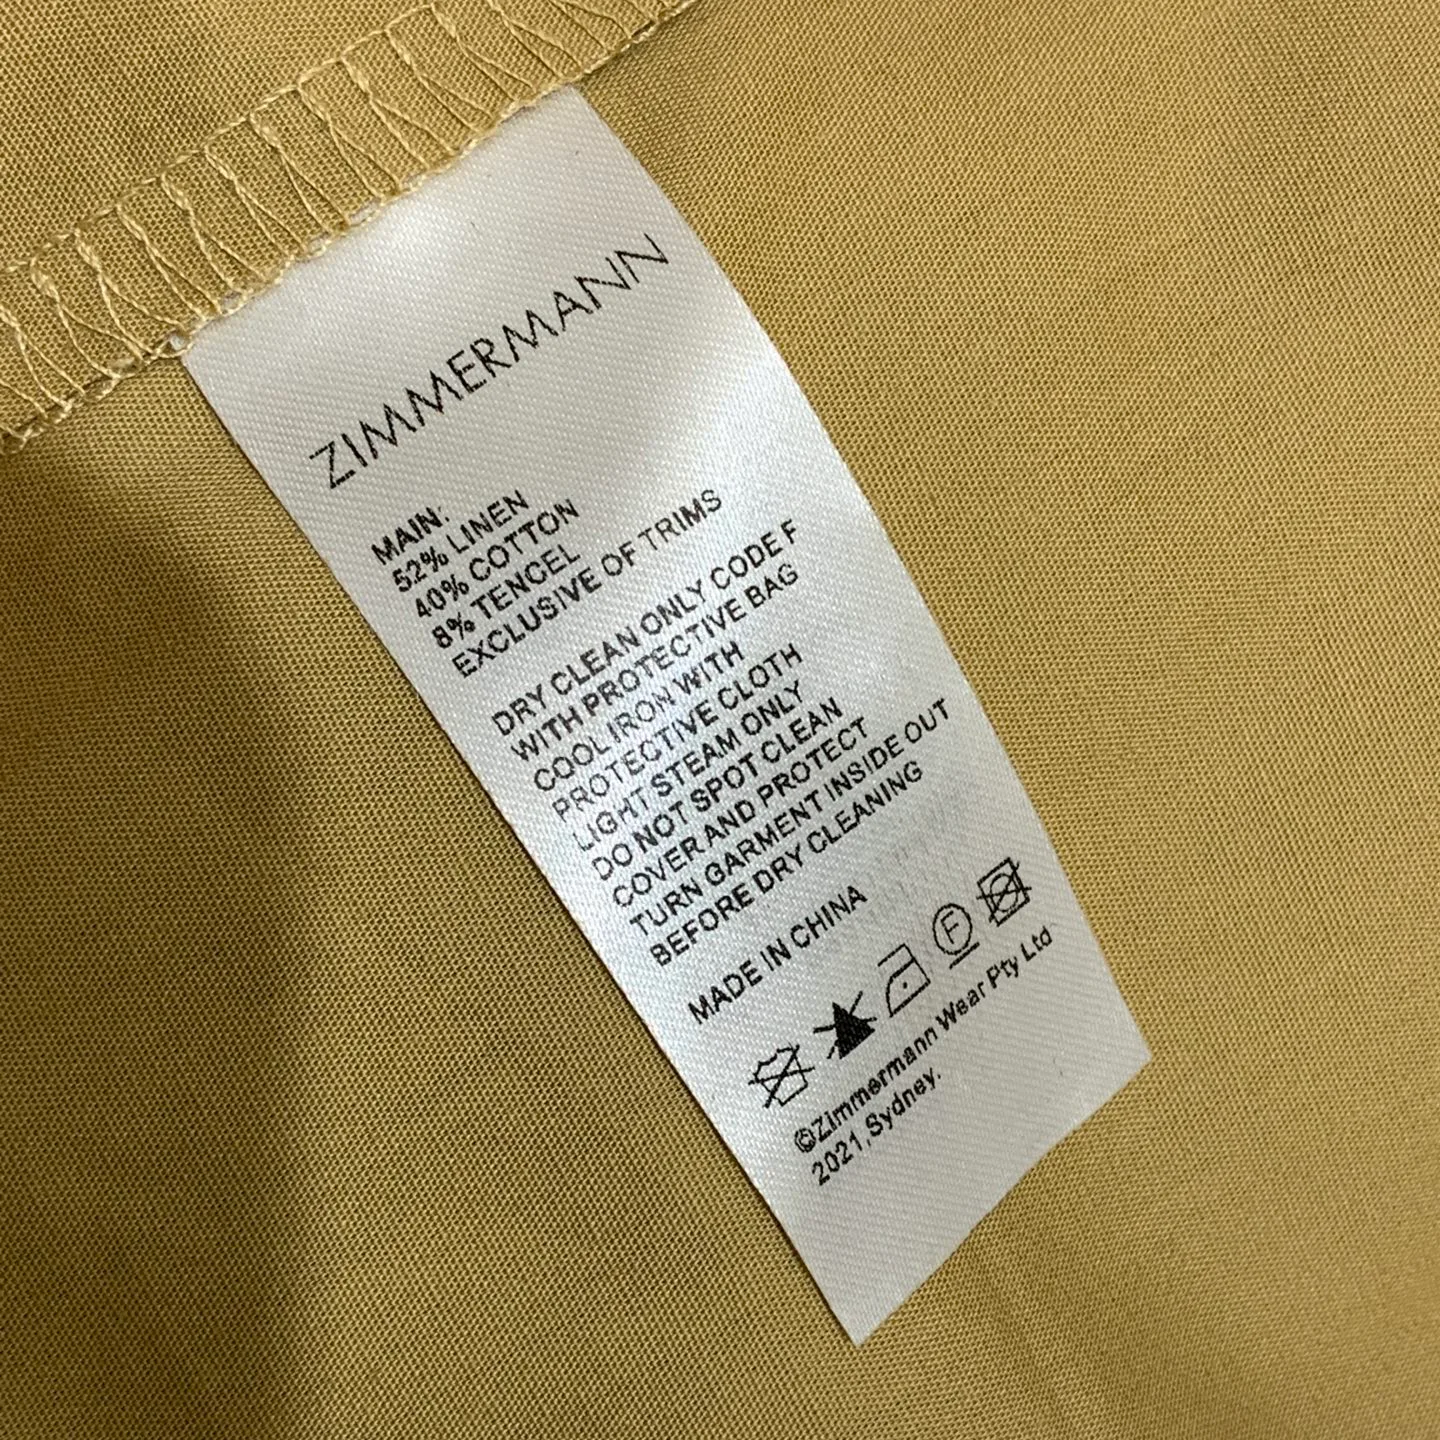 ZIMMERMANN
MAIN:
52% LINEN
40% COTTON
8% TENCEL
EXCLUSIVE OF TRIMS
DRY CLEAN ONLY CODE F
WITH PROTECTIVE BAG
COOL IRON WITH
PROTECTIVE CLOTH
LIGHT STEAM ONLY
DO NOT SPOT CLEAN
COVER AND PROTECT
TURN GARMENT INSIDE OUT
BEFORE DRY CLEANING
MADE IN CHINA
F
©Zimmermann Wear Pty Ltd
2021,Sydney.